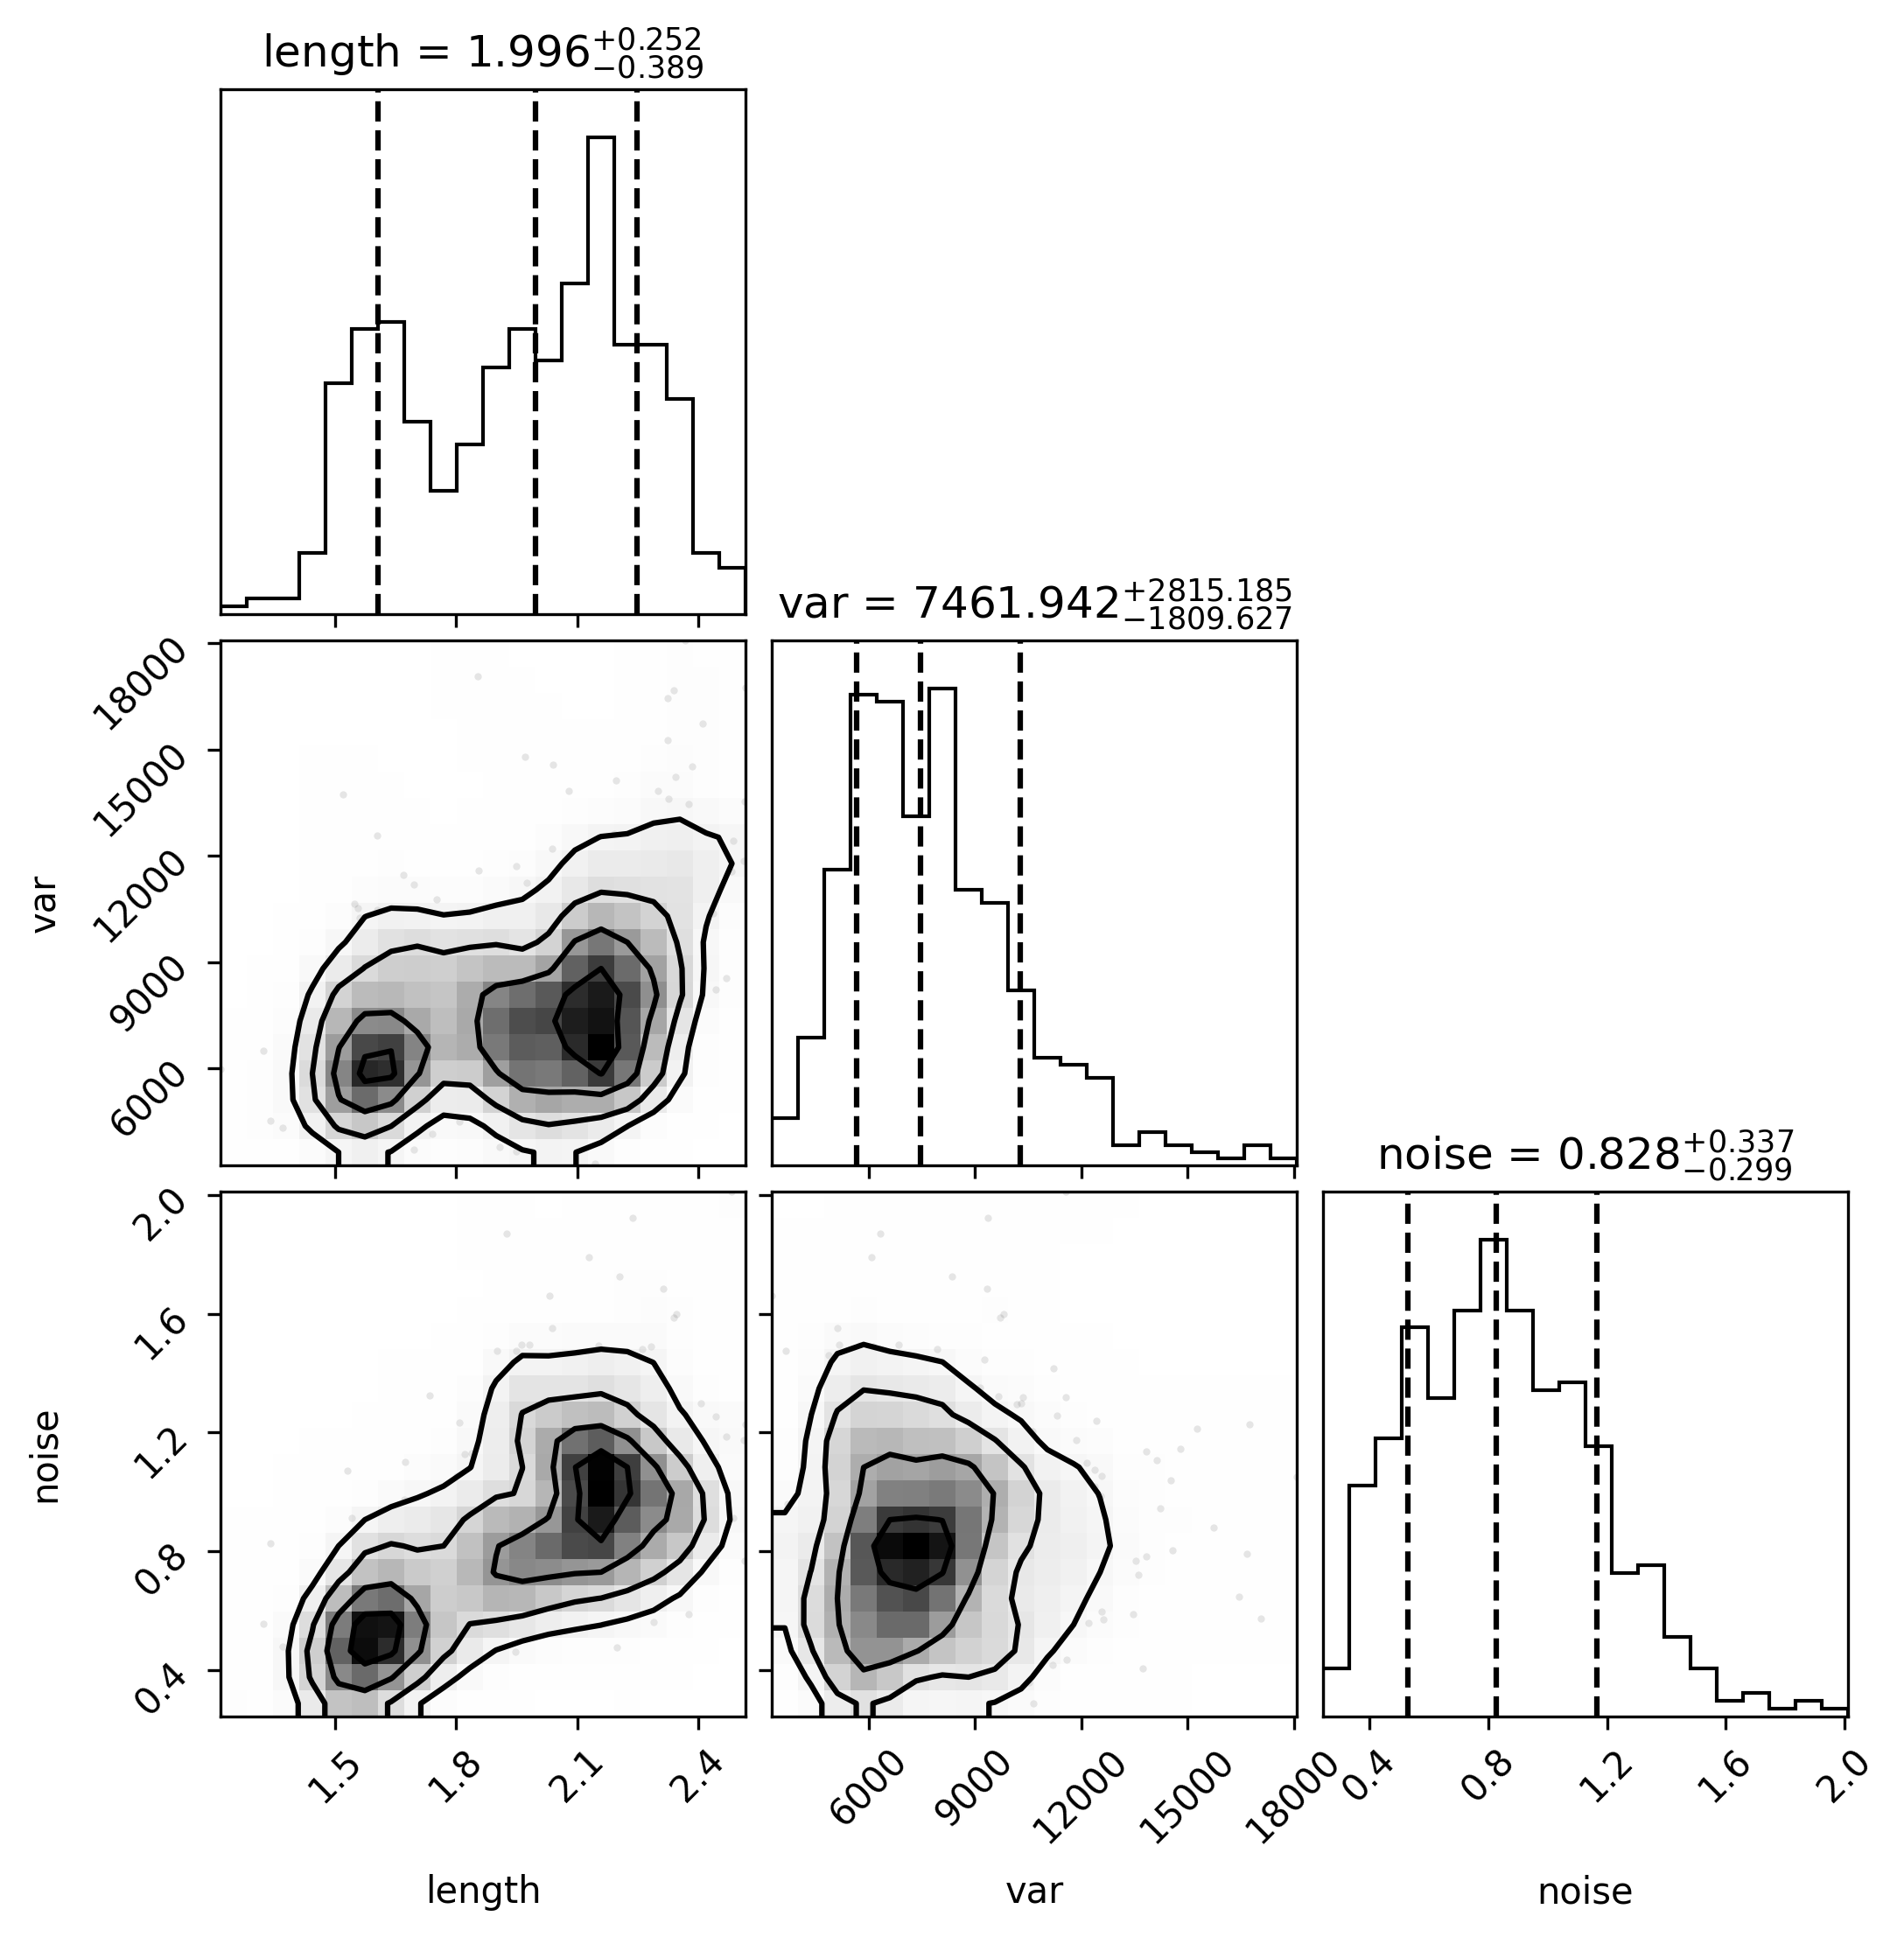 length = 1.996+0.252−0.389
var = 7461.942+2815.185−1809.627
18000
15000
12000
9000
6000
var
noise = 0.828+0.337−0.299
2.0
1.6
1.2
0.8
0.4
noise
1.5 1.8 2.1 2.4 6000 9000 12000 15000 18000 0.4 0.8 1.2 1.6 2.0
length var noise